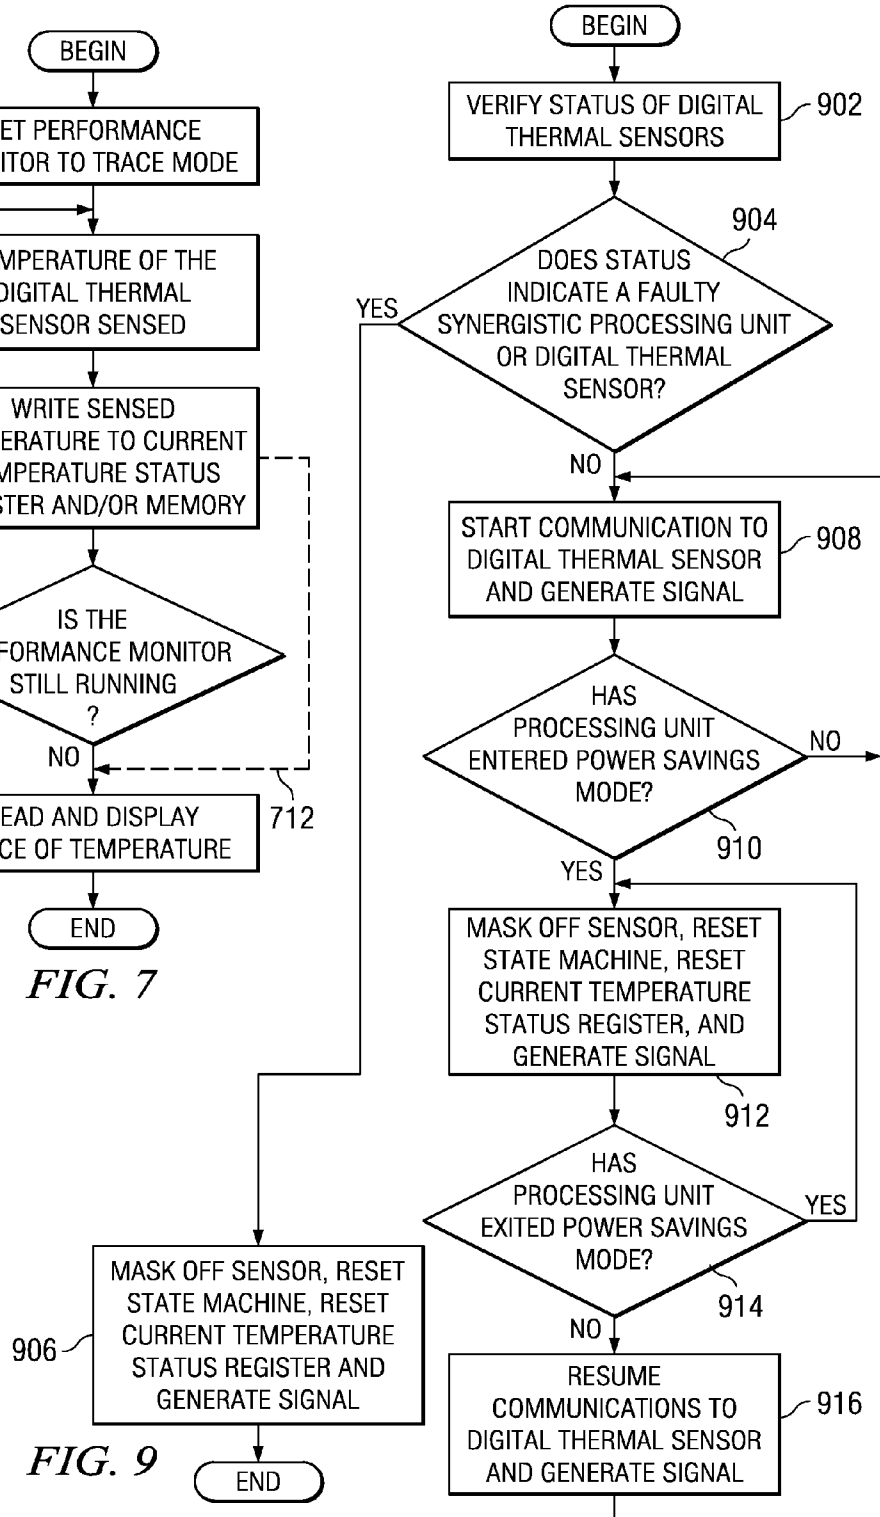 BEGIN
ET PERFORMANCE
ITOR TO TRACE MODE
MPERATURE OF THE
DIGITAL THERMAL
SENSOR SENSED
WRITE SENSED
ERATURE TO CURRENT
MPERATURE STATUS
STER AND/OR MEMORY
IS THE
FORMANCE MONITOR
STILL RUNNING
?
NO
712
EAD AND DISPLAY
CE OF TEMPERATURE
END
FIG. 7
BEGIN
VERIFY STATUS OF DIGITAL
THERMAL SENSORS
902
904
DOES STATUS
INDICATE A FAULTY
SYNERGISTIC PROCESSING UNIT
OR DIGITAL THERMAL
SENSOR?
YES
NO
START COMMUNICATION TO
DIGITAL THERMAL SENSOR
AND GENERATE SIGNAL
908
HAS
PROCESSING UNIT
ENTERED POWER SAVINGS
MODE?
NO
910
YES
MASK OFF SENSOR, RESET
STATE MACHINE, RESET
CURRENT TEMPERATURE
STATUS REGISTER, AND
GENERATE SIGNAL
912
HAS
PROCESSING UNIT
EXITED POWER SAVINGS
MODE?
YES
914
NO
RESUME
COMMUNICATIONS TO
DIGITAL THERMAL SENSOR
AND GENERATE SIGNAL
916
MASK OFF SENSOR, RESET
STATE MACHINE, RESET
CURRENT TEMPERATURE
STATUS REGISTER AND
GENERATE SIGNAL
906
END
FIG. 9